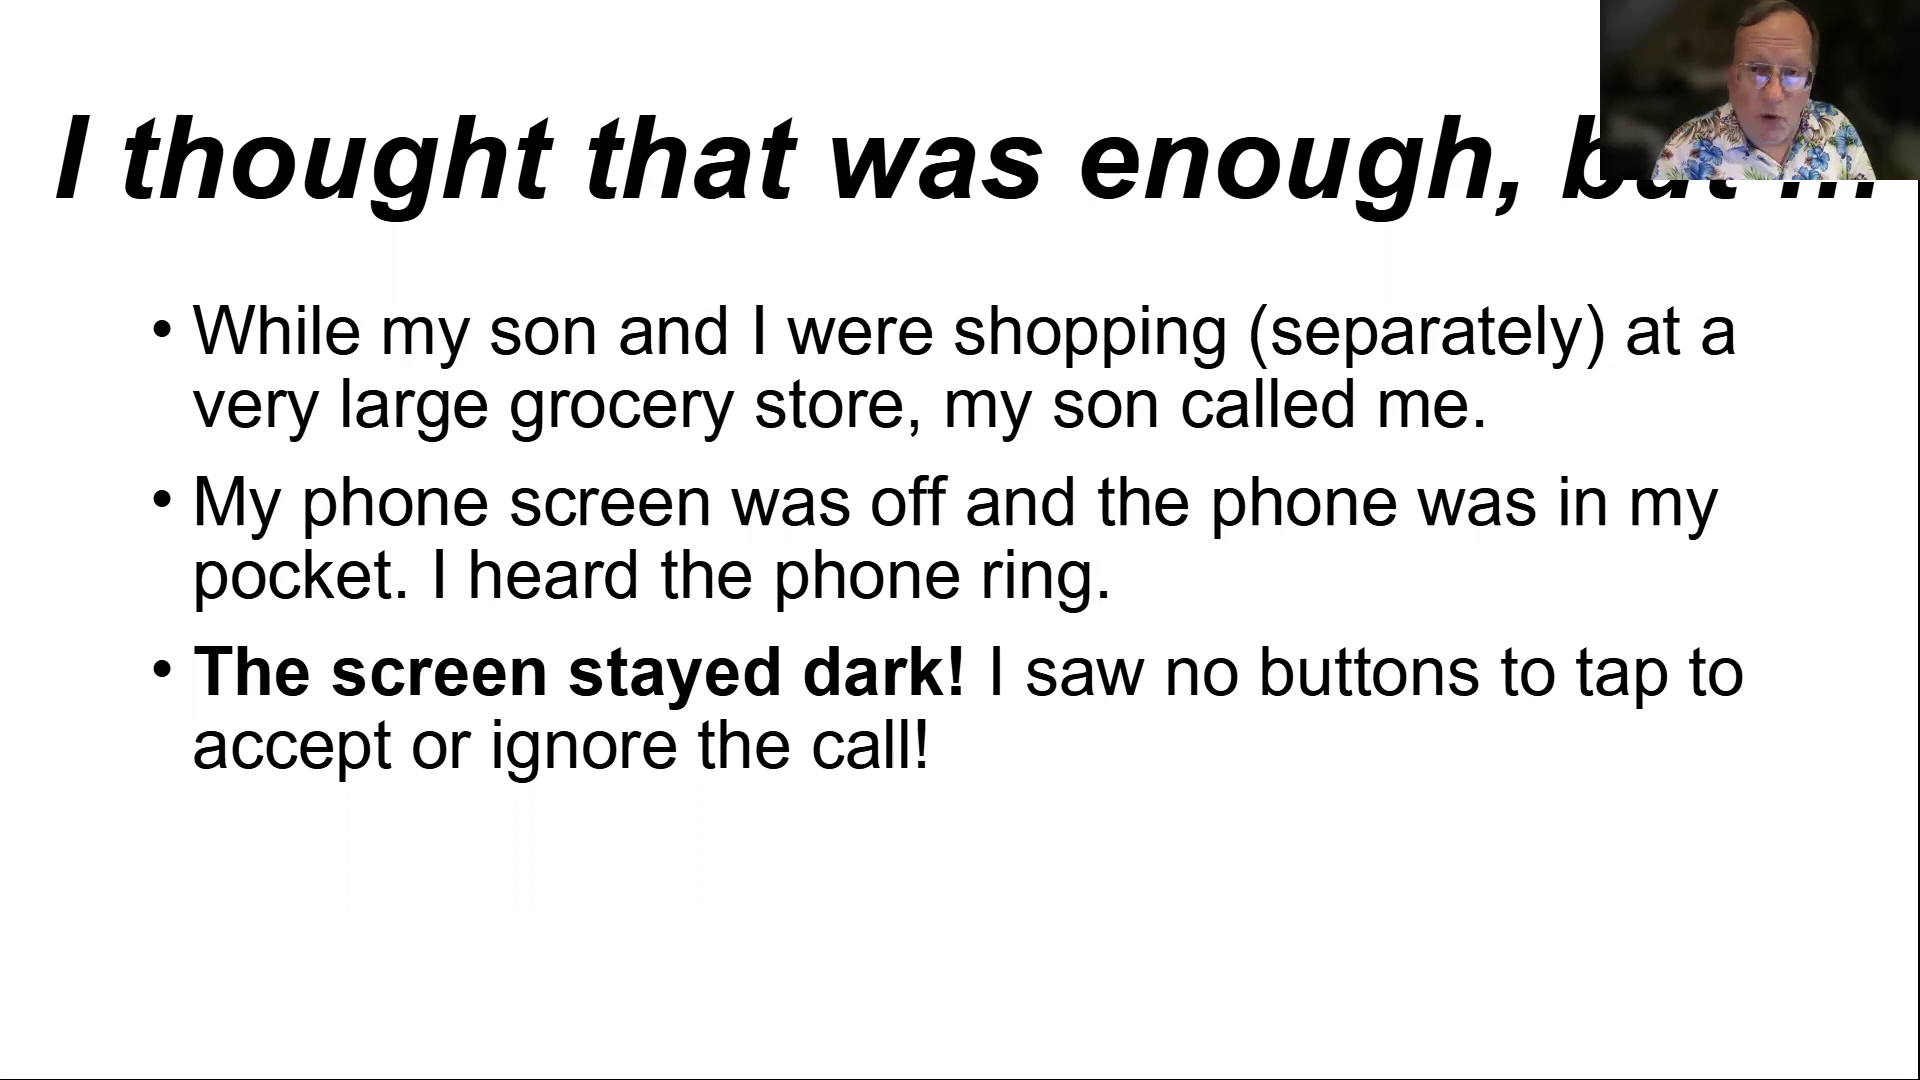 I thought that was enough, but ...
• While my son and I were shopping (separately) at a
very large grocery store, my son called me.
• My phone screen was off and the phone was in my
pocket. I heard the phone ring.
• The screen stayed dark! I saw no buttons to tap to
accept or ignore the call!